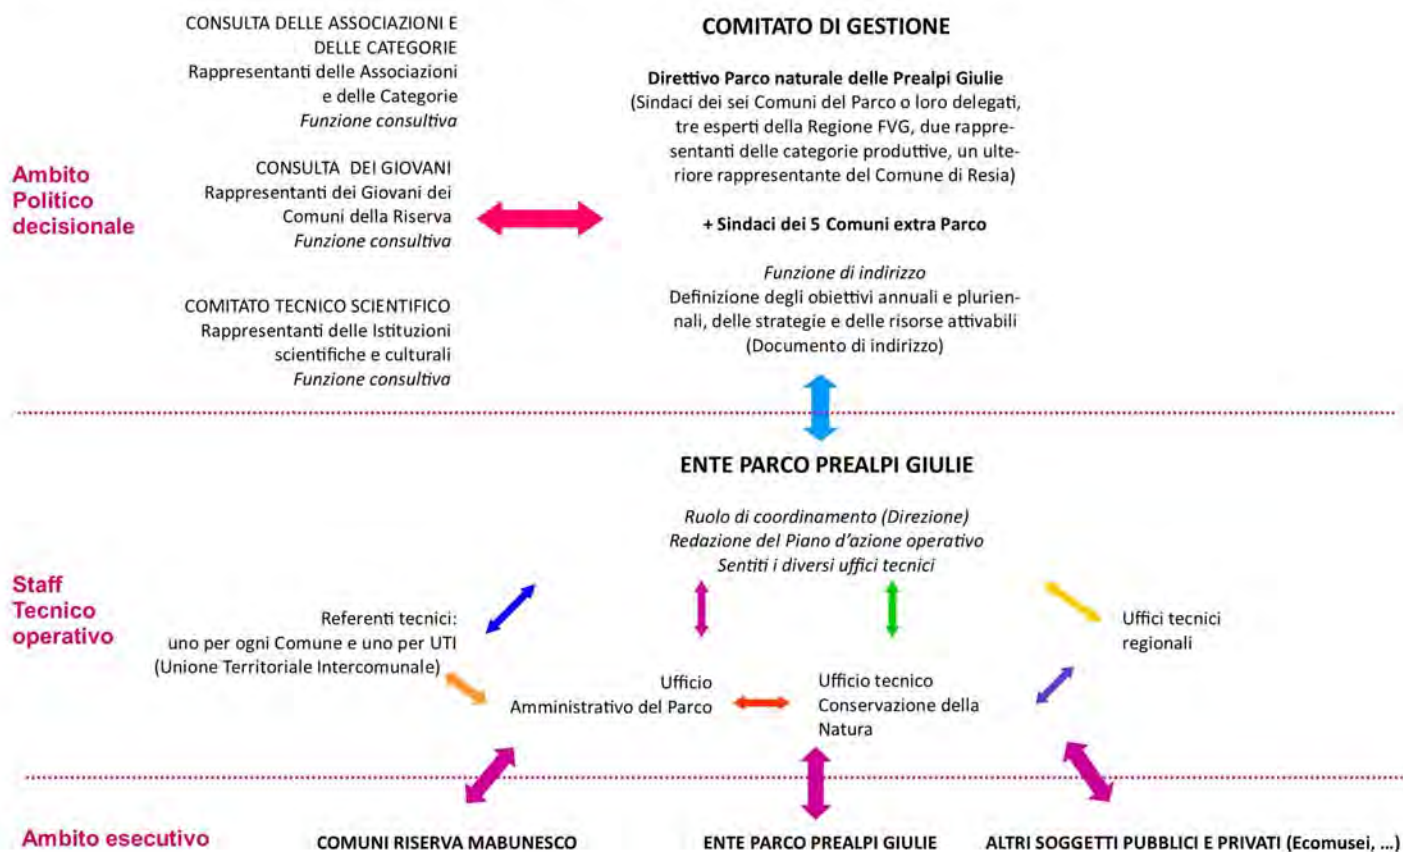 CONSULTA DELLE ASSOCIAZIONI E
DELLE CATEGORIE
Rappresentanti delle Associazioni
e delle Categorie
Funzione consultiva
CONSULTA DEI GIOVANI
Rappresentanti dei Giovani dei
Comuni della Riserva
Funzione consultiva
COMITATO TECNICO SCIENTIFICO
Rappresentanti delle Istituzioni
scientifiche e culturali
Funzione consultiva
Ambito
Politico
decisionale
COMITATO DI GESTIONE
Direttivo Parco naturale delle Prealpi Giulie
(Sindaci dei sei Comuni del Parco o loro delegati,
tre esperti della Regione FVG, due rappre-
sentanti delle categorie produttive, un ulte-
riore rappresentante del Comune di Resia)
+ Sindaci dei 5 Comuni extra Parco
Funzione di indirizzo
Definizione degli obiettivi annuali e plurien-
nali, delle strategie e delle risorse attivabili
(Documento di indirizzo)
ENTE PARCO PREALPI GIULIE
Ruolo di coordinamento (Direzione)
Redazione del Piano d'azione operativo
Sentiti i diversi uffici tecnici
Staff
Tecnico
operativo
Referenti tecnici:
uno per ogni Comune e uno per UTI
(Unione Territoriale Intercomunale)
Ufficio
Amministrativo del Parco
Ufficio tecnico
Conservazione della
Natura
Uffici tecnici
regionali
Ambito esecutivo
COMUNI RISERVA MABUNESCO
ENTE PARCO PREALPI GIULIE
ALTRI SOGGETTI PUBBLICI E PRIVATI (Ecomusei, ...)